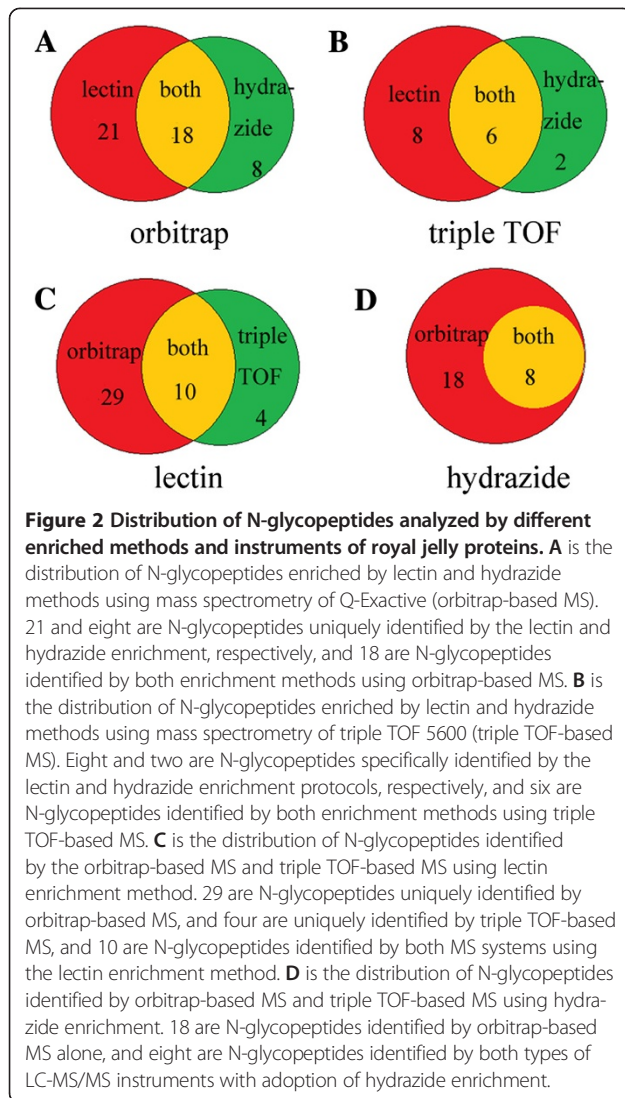 A
lectin
both
hydra-
zide
21
18
8
orbitrap
B
lectin
both
hydra-
zide
8
6
2
triple TOF
C
orbitrap
both
triple
TOF
29
10
4
lectin
D
orbitrap
both
18
8
hydrazide
Figure 2 Distribution of N-glycopeptides analyzed by different
enriched methods and instruments of royal jelly proteins. A is the
distribution of N-glycopeptides enriched by lectin and hydrazide
methods using mass spectrometry of Q-Exactive (orbitrap-based MS).
21 and eight are N-glycopeptides uniquely identified by the lectin and
hydrazide enrichment, respectively, and 18 are N-glycopeptides
identified by both enrichment methods using orbitrap-based MS. B is
the distribution of N-glycopeptides enriched by lectin and hydrazide
methods using mass spectrometry of triple TOF 5600 (triple TOF-based
MS). Eight and two are N-glycopeptides specifically identified by the
lectin and hydrazide enrichment protocols, respectively, and six are
N-glycopeptides identified by both enrichment methods using triple
TOF-based MS. C is the distribution of N-glycopeptides identified
by the orbitrap-based MS and triple TOF-based MS using lectin
enrichment method. 29 are N-glycopeptides uniquely identified by
orbitrap-based MS, and four are uniquely identified by triple TOF-based
MS, and 10 are N-glycopeptides identified by both MS systems using
the lectin enrichment method. D is the distribution of N-glycopeptides
identified by orbitrap-based MS and triple TOF-based MS using hydra-
zide enrichment. 18 are N-glycopeptides identified by orbitrap-based
MS alone, and eight are N-glycopeptides identified by both types of
LC-MS/MS instruments with adoption of hydrazide enrichment.